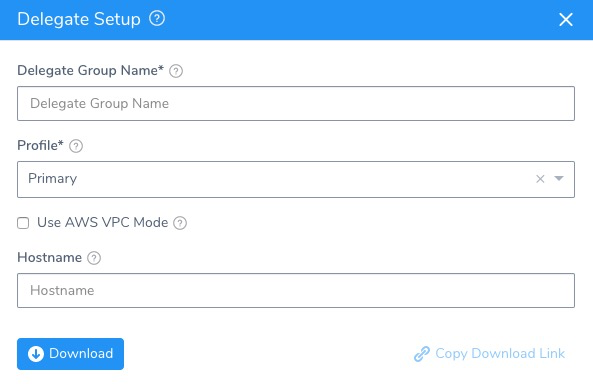 Delegate Setup
Delegate Group Name*
Delegate Group Name
Profile*
Primary
Use AWS VPC Mode
Hostname
Hostname
Download
Copy Download Link